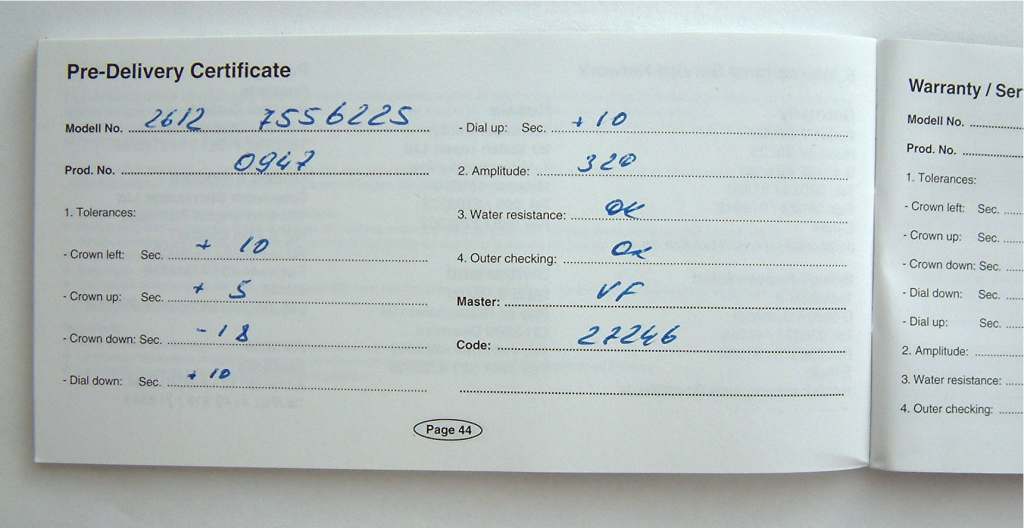 Pre-Delivery Certificate
Modell No. 2612 7556225
Prod. No. 0947
1. Tolerances:
- Crown left: Sec. + 10
- Crown up: Sec. + 5
- Crown down: Sec. - 18
- Dial down: Sec. + 10
- Dial up: Sec. + 10
2. Amplitude: 320
3. Water resistance: OK
4. Outer checking: OK
Master: VF
Code: 27246
Page 44
Warranty / Ser
Modell No.
Prod. No.
1. Tolerances:
- Crown left: Sec.
- Crown up: Sec.
- Crown down: Sec.
- Dial down: Sec.
- Dial up: Sec.
2. Amplitude:
3. Water resistance:
4. Outer checking: